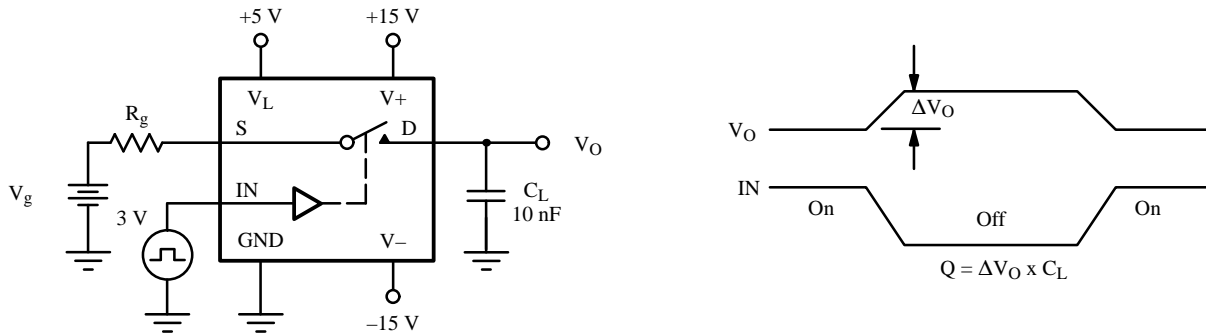 +5 V
+15 V
V_L
V+
R_g
S
D
V_O
V_g
IN
3 V
C_L
10 nF
GND
V–
–15 V
ΔV_O
V_O
IN
On
Off
On
Q = ΔV_O x C_L